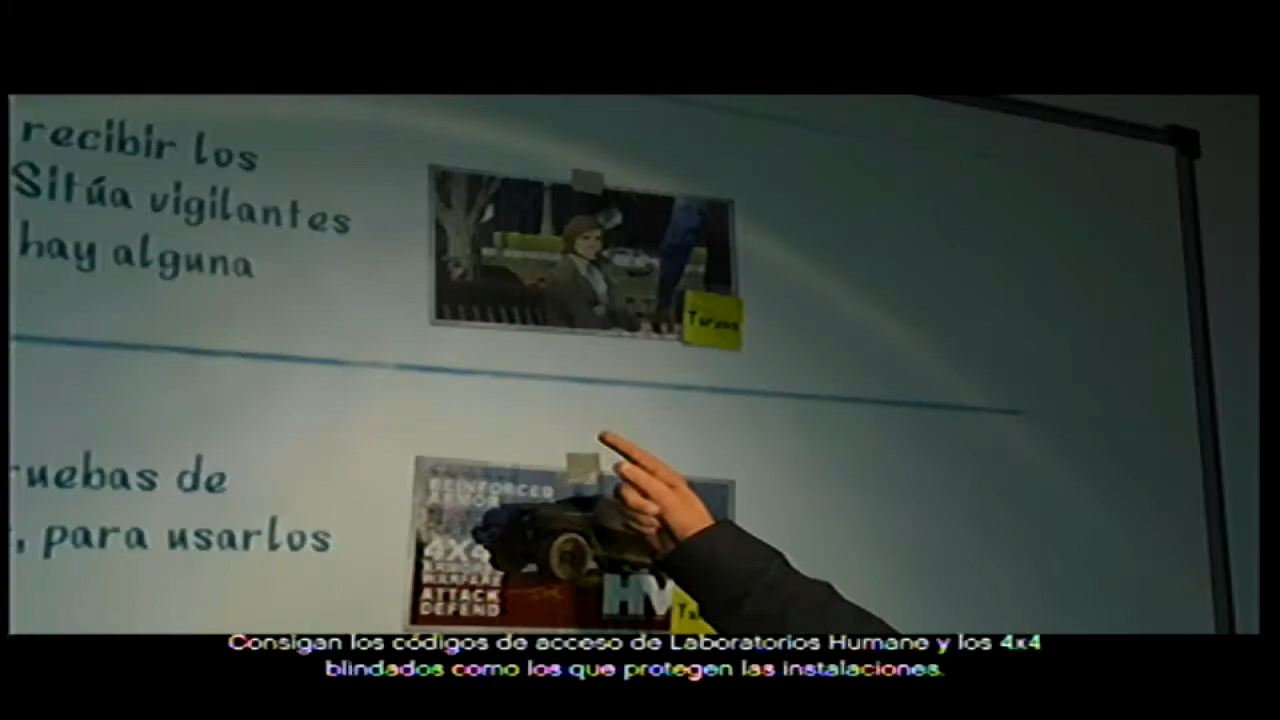 recibir los
Sitúa vigilantes
hay alguna
ruebas de
, para usarlos
REINFORCED
ARMOR
4X4
ATTACK
DEFEND
HV
Consigan los códigos de acceso de Laboratorios Humane y los 4x4
blindados como los que protegen las instalaciones.